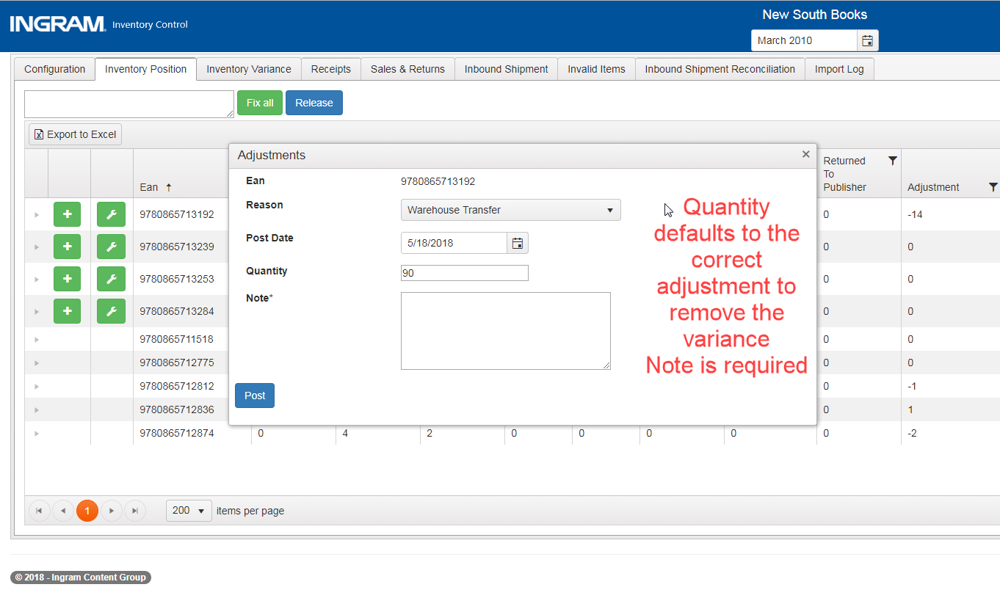 INGRAM Inventory Control
New South Books
March 2010
Configuration Inventory Position Inventory Variance Receipts Sales & Returns Inbound Shipment Invalid Items Inbound Shipment Reconciliation Import Log
Fix all Release
Export to Excel
Ean ↑
Returned
To
Publisher
Adjustment
Adjustments ×
Ean 9780865713192
Reason Warehouse Transfer
Post Date 5/18/2018
Quantity 90
Note*
Post
Quantity
defaults to the
correct
adjustment to
remove the
variance
Note is required
9780865713192 0 -14
9780865713239 0 0
9780865713253 0 0
9780865713284 0 0
9780865711518 0 0
9780865712775 0 0
9780865712812 0 -1
9780865712836 0 1
9780865712874 0 4 2 0 0 0 0 0 -2
1 200 items per page
© 2018 - Ingram Content Group